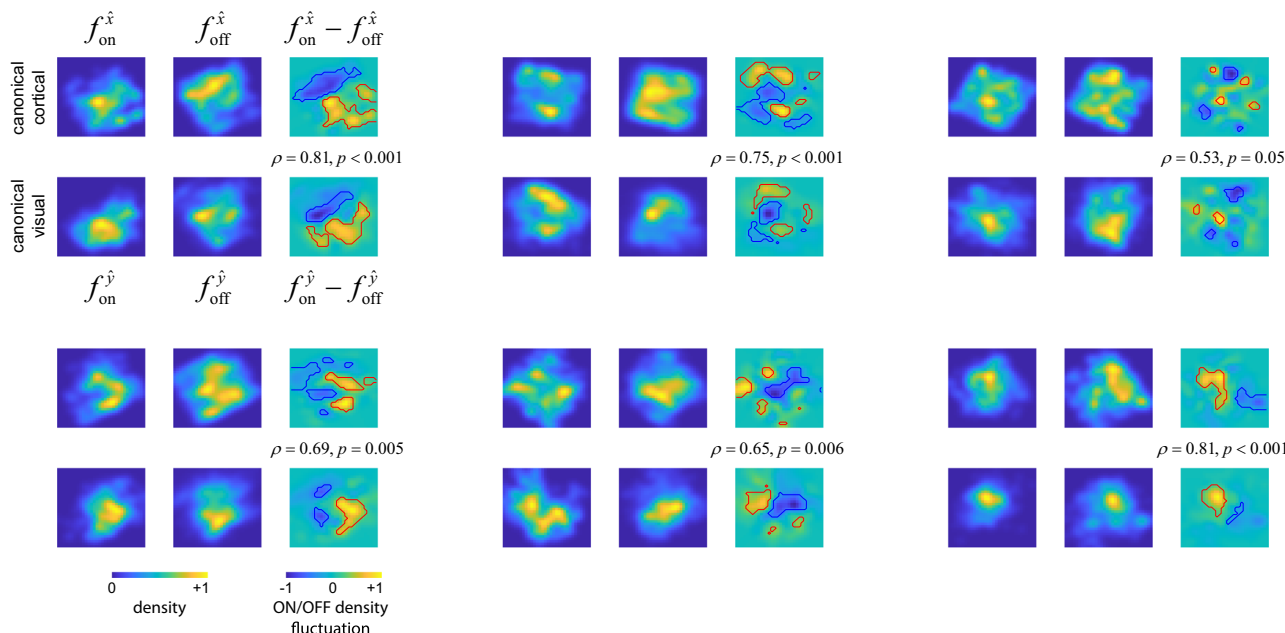 f_on^x̂ f_off^x̂ f_on^x̂ − f_off^x̂
canonical
cortical
ρ = 0.81, p < 0.001 ρ = 0.75, p < 0.001 ρ = 0.53, p = 0.05
canonical
visual
f_on^ŷ f_off^ŷ f_on^ŷ − f_off^ŷ
ρ = 0.69, p = 0.005 ρ = 0.65, p = 0.006 ρ = 0.81, p < 0.001
0 +1 -1 0 +1
density ON/OFF density
fluctuation